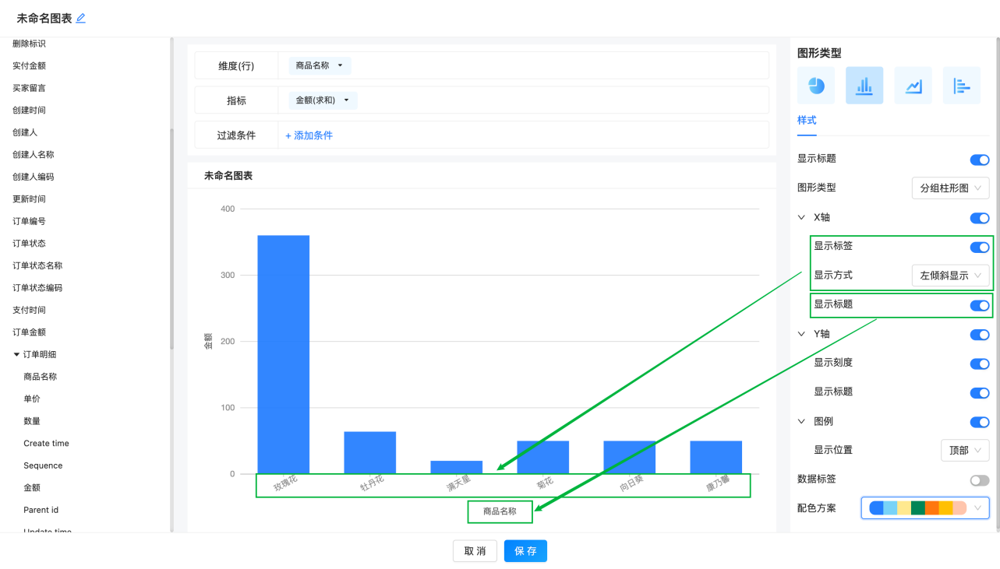 未命名图表
删除标识
实付金额
买家留言
创建时间
创建人
创建人名称
创建人编码
更新时间
订单编号
订单状态
订单状态名称
订单状态编码
支付时间
订单金额
订单明细
商品名称
单价
数量
Create time
Sequence
金额
Parent id
Update time
维度(行) 商品名称
指标 金额(求和)
过滤条件 + 添加条件
未命名图表
400
300
200
100
0
金额
玫瑰花 牡丹花 满天星 菊花 向日葵 康乃馨
商品名称
图形类型
样式
显示标题
图形类型 分组柱形图
X轴
显示标签
显示方式 左倾斜显示
显示标题
Y轴
显示刻度
显示标题
图例
显示位置 顶部
数据标签
配色方案
取 消 保 存